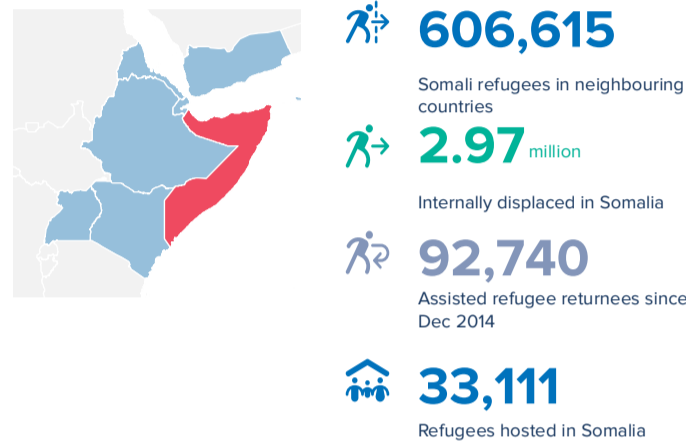 606,615
Somali refugees in neighbouring
countries
2.97 million
Internally displaced in Somalia
92,740
Assisted refugee returnees since
Dec 2014
33,111
Refugees hosted in Somalia